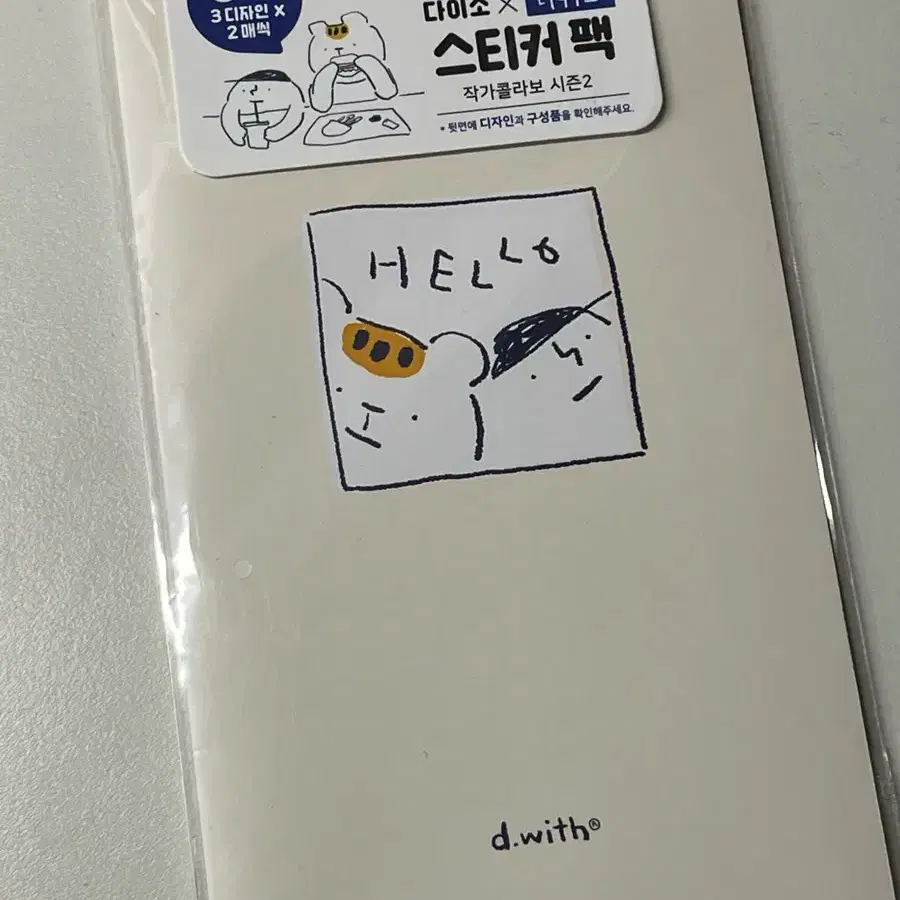 3디자인 X
2매씩
다이소 ×
스티커 팩
작가콜라보 시즌2
* 뒷면에 디자인과 구성품을 확인해주세요.
HELLO
d.with®